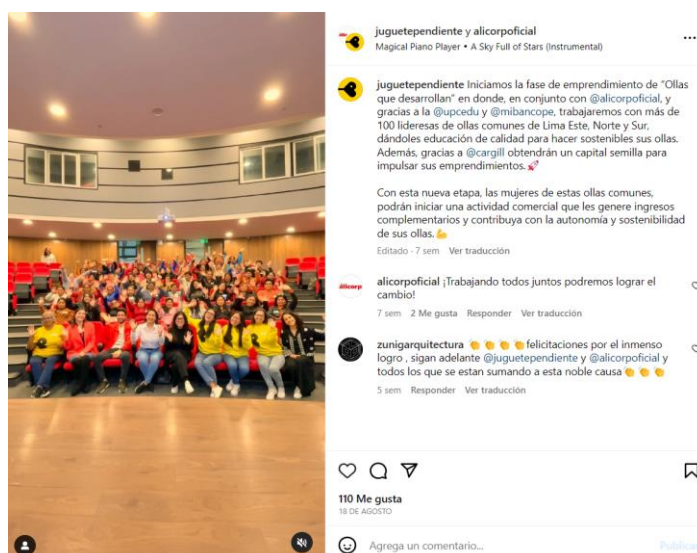 juguetependiente y alicorpoficial
Magical Piano Player • A Sky Full of Stars (Instrumental)
juguetependiente Iniciamos la fase de emprendimiento de “Ollas
que desarrollan” en donde, en conjunto con @alicorpoficial, y
gracias a la @upcedu y @mibancope, trabajaremos con más de
100 lideresas de ollas comunes de Lima Este, Norte y Sur,
dándoles educación de calidad para hacer sostenibles sus ollas.
Además, gracias a @cargill obtendrán un capital semilla para
impulsar sus emprendimientos.🚀
Con esta nueva etapa, las mujeres de estas ollas comunes,
podrán iniciar una actividad comercial que les genere ingresos
complementarios y contribuya con la autonomía y sostenibilidad
de sus ollas.💪
Editado · 7 sem Ver traducción
alicorp
alicorpoficial ¡Trabajando todos juntos podremos lograr el
cambio!
7 sem 2 Me gusta Responder Ver traducción
zunigarquitectura 👏👏👏👏felicitaciones por el inmenso
logro , sigan adelante @juguetependiente y @alicorpoficial y
todos los que se estan sumando a esta noble causa👏👏👏
5 sem Responder Ver traducción
110 Me gusta
18 DE AGOSTO
Agrega un comentario...
Publicar